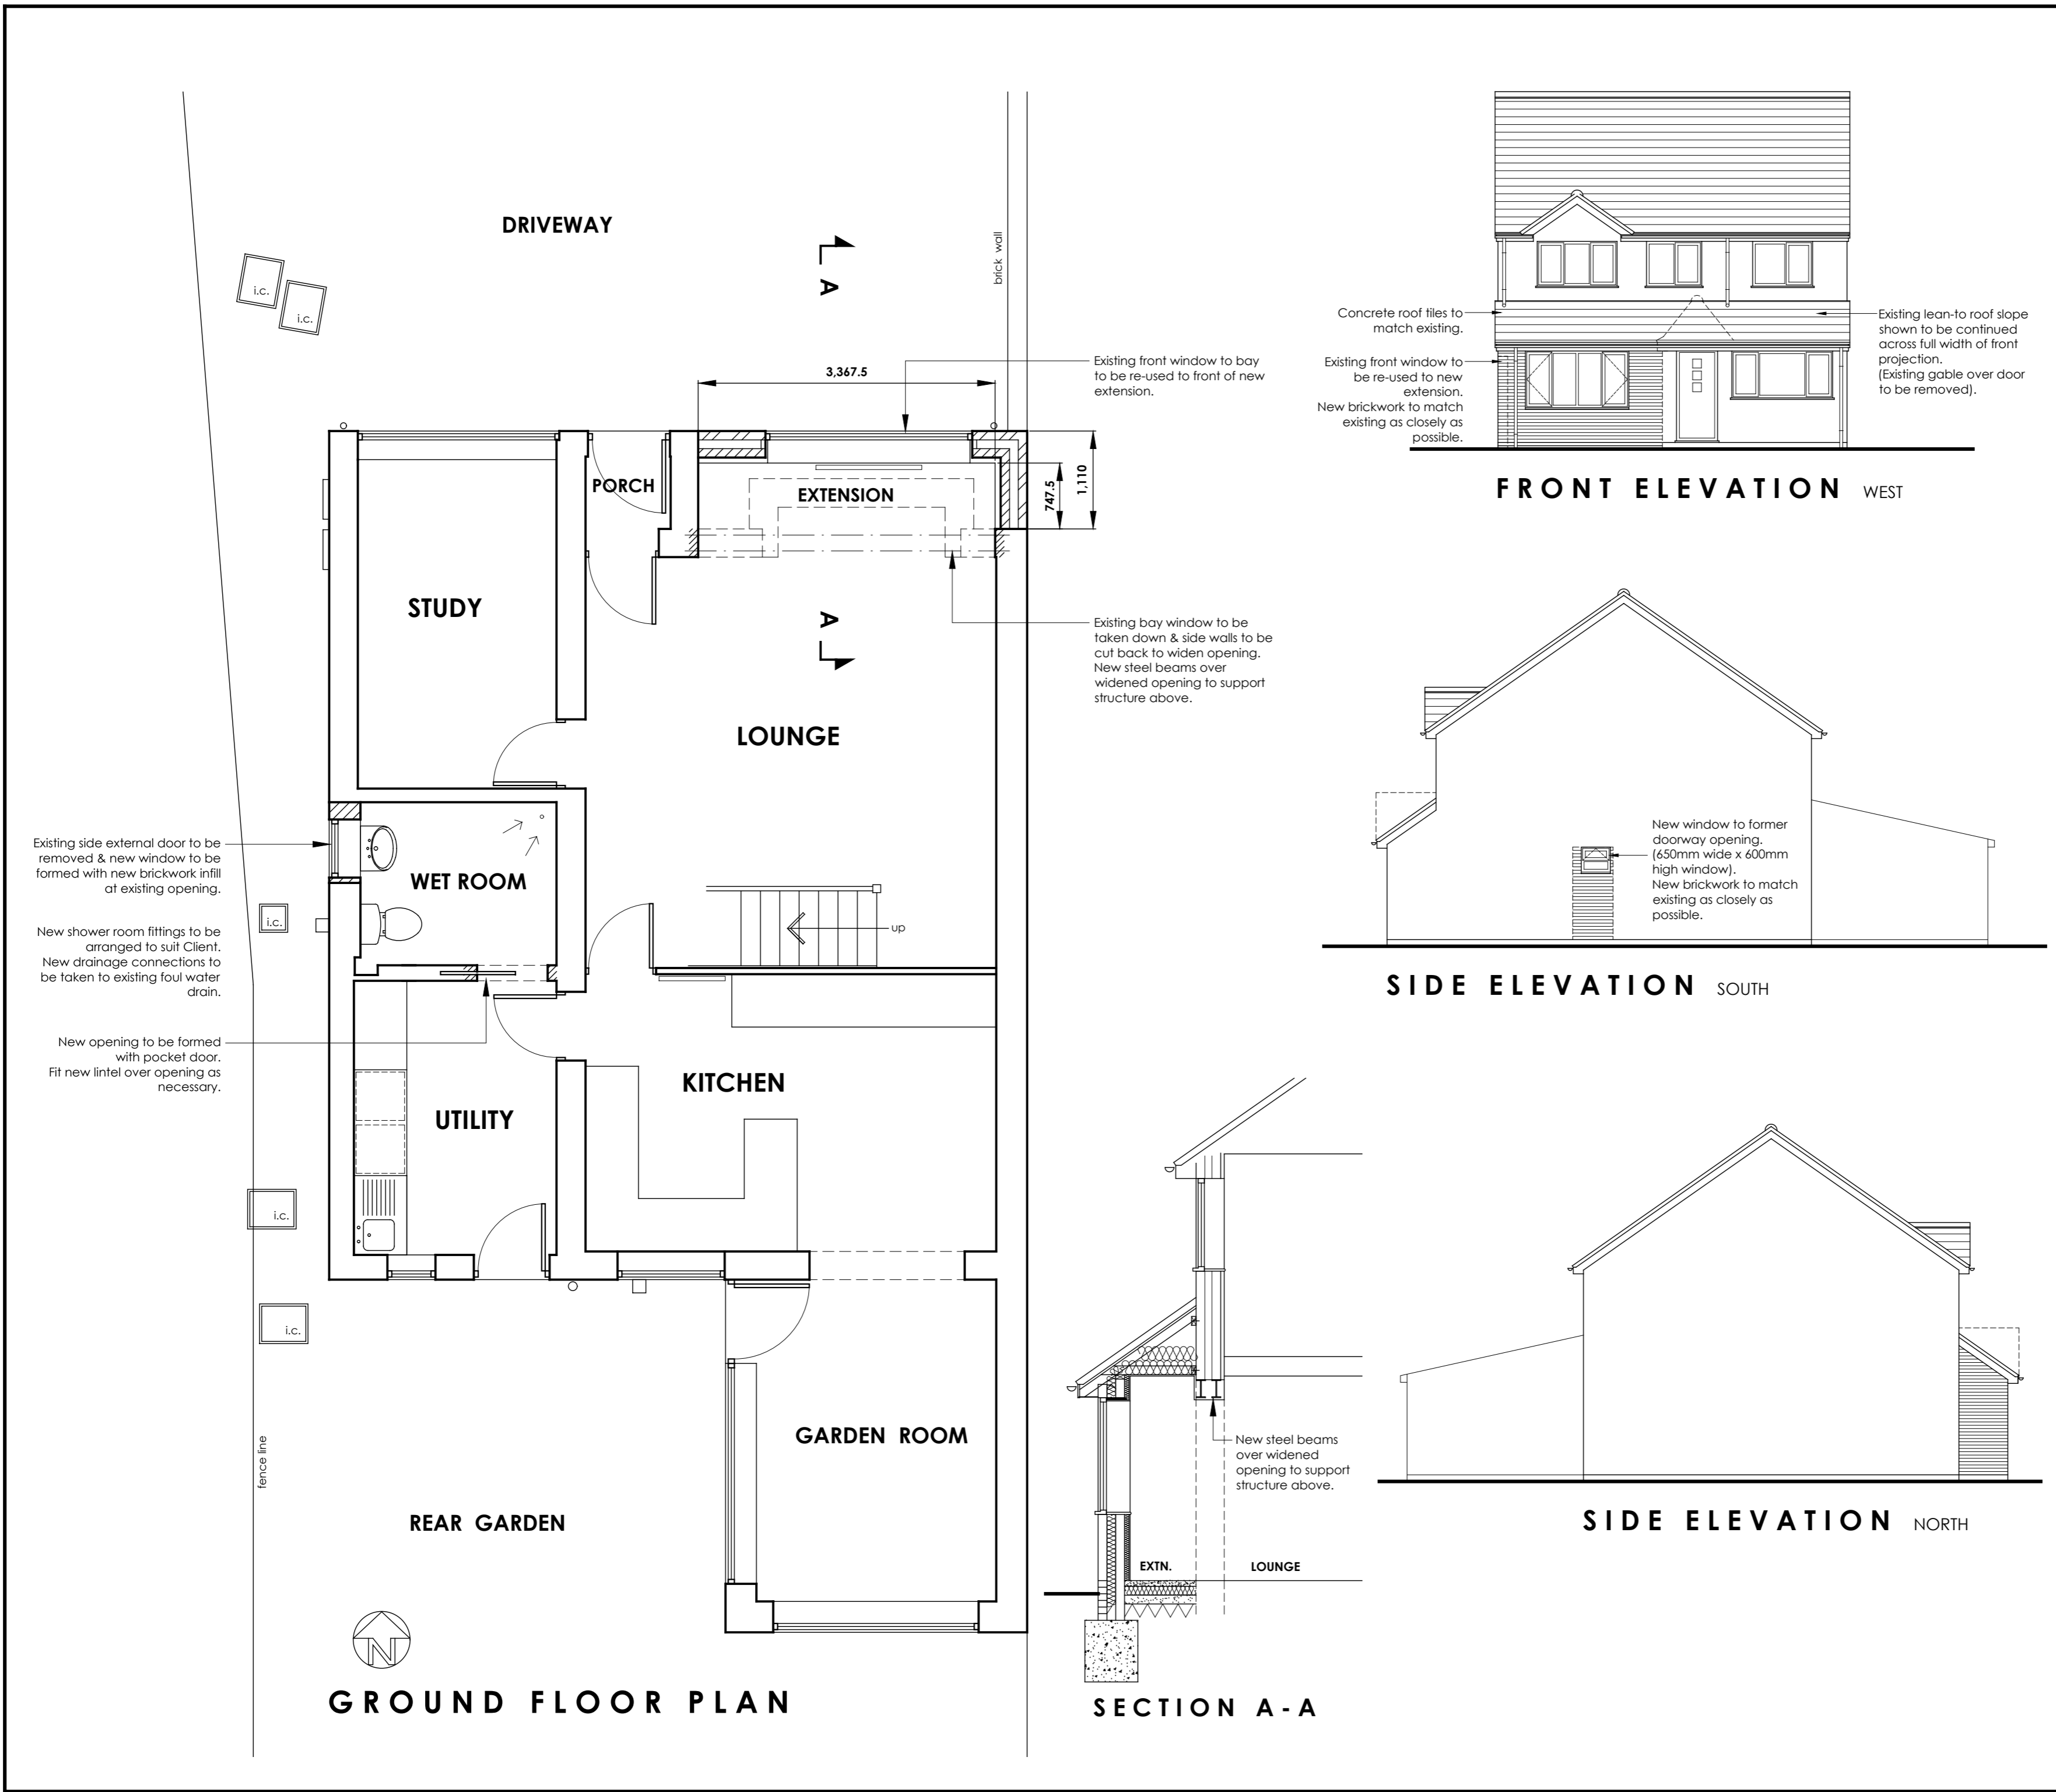 DRIVEWAY
A
brick wall
i.c.
i.c.
3,367.5
Existing front window to bay
to be re-used to front of new
extension.
PORCH
EXTENSION
747.5
1,110
STUDY
A
Existing bay window to be
taken down & side walls to be
cut back to widen opening.
New steel beams over
widened opening to support
structure above.
LOUNGE
Existing side external door to be
removed & new window to be
formed with new brickwork infill
at existing opening.
WET ROOM
i.c.
up
New shower room fittings to be
arranged to suit Client.
New drainage connections to
be taken to existing foul water
drain.
New opening to be formed
with pocket door.
Fit new lintel over opening as
necessary.
KITCHEN
UTILITY
i.c.
i.c.
GARDEN ROOM
fence line
REAR GARDEN
N
GROUND FLOOR PLAN
Concrete roof tiles to
match existing.
Existing front window to
be re-used to new
extension.
New brickwork to match
existing as closely as
possible.
Existing lean-to roof slope
shown to be continued
across full width of front
projection.
(Existing gable over door
to be removed).
FRONT ELEVATION WEST
New window to former
doorway opening.
(650mm wide x 600mm
high window).
New brickwork to match
existing as closely as
possible.
SIDE ELEVATION SOUTH
New steel beams
over widened
opening to support
structure above.
EXTN.
LOUNGE
SECTION A-A
SIDE ELEVATION NORTH